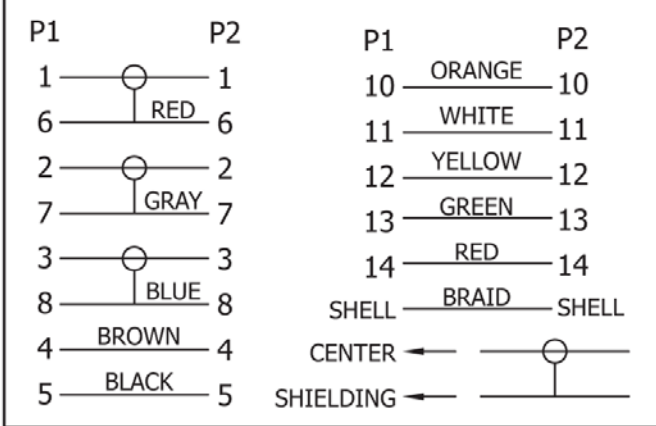 P1 P2
1 1
6 RED 6
2 2
7 GRAY 7
3 3
8 BLUE 8
4 BROWN 4
5 BLACK 5
P1 P2
10 ORANGE 10
11 WHITE 11
12 YELLOW 12
13 GREEN 13
14 RED 14
SHELL BRAID SHELL
CENTER
SHIELDING